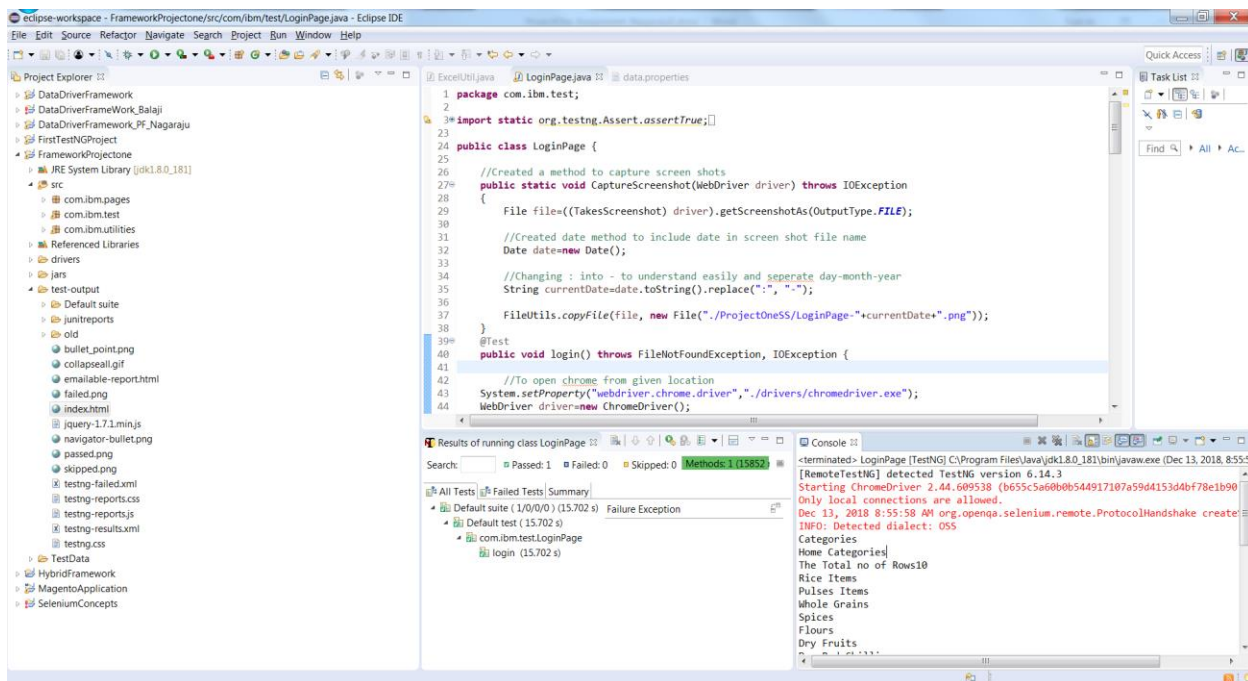 eclipse-workspace - FrameworkProjectone/src/com/ibm/test/LoginPage.java - Eclipse IDE
File Edit Source Refactor Navigate Search Project Run Window Help
Quick Access
Project Explorer
DataDriverFramework
DataDriverFrameWork_Balaji
DataDriverFramework_PF_Nagaraju
FirstTestNGProject
FrameworkProjectone
JRE System Library [jdk1.8.0_181]
src
com.ibm.pages
com.ibm.test
com.ibm.utilities
Referenced Libraries
drivers
jars
test-output
Default suite
junitreports
old
bullet_point.png
collapseall.gif
emailable-report.html
failed.png
index.html
jquery-1.7.1.min.js
navigator-bullet.png
passed.png
skipped.png
testng-failed.xml
testng-reports.css
testng-reports.js
testng-results.xml
testng.css
TestData
HybridFramework
MagentoApplication
SeleniumConcepts
ExcelUtil.java LoginPage.java data.properties
1 package com.ibm.test;
2
3 import static org.testng.Assert.assertTrue;
23
24 public class LoginPage {
25
26 //Created a method to capture screen shots
27 public static void CaptureScreenshot(WebDriver driver) throws IOException
28 {
29 File file=((TakesScreenshot) driver).getScreenshotAs(OutputType.FILE);
30
31 //Created date method to include date in screen shot file name
32 Date date=new Date();
33
34 //Changing : into - to understand easily and seperate day-month-year
35 String currentDate=date.toString().replace(":", "-");
36
37 FileUtils.copyFile(file, new File("./ProjectOneSS/LoginPage-"+currentDate+".png"));
38 }
39 @Test
40 public void login() throws FileNotFoundException, IOException {
41
42 //To open chrome from given location
43 System.setProperty("webdriver.chrome.driver","./drivers/chromedriver.exe");
44 WebDriver driver=new ChromeDriver();
Task List
Find All Ac...
Results of running class LoginPage
Search: Passed: 1 Failed: 0 Skipped: 0 Methods: 1 (15852
All Tests Failed Tests Summary
Default suite ( 1/0/0/0 ) (15.702 s) Failure Exception
Default test ( 15.702 s)
com.ibm.test.LoginPage
login (15.702 s)
Console
<terminated> LoginPage [TestNG] C:\Program Files\Java\jdk1.8.0_181\bin\javaw.exe (Dec 13, 2018, 8:55:5
[RemoteTestNG] detected TestNG version 6.14.3
Starting ChromeDriver 2.44.609538 (b655c5a60b0b544917107a59d4153d4bf78e1b90
Only local connections are allowed.
Dec 13, 2018 8:55:58 AM org.openqa.selenium.remote.ProtocolHandshake create
INFO: Detected dialect: OSS
Categories
Home Categories
The Total no of Rows10
Rice Items
Pulses Items
Whole Grains
Spices
Flours
Dry Fruits